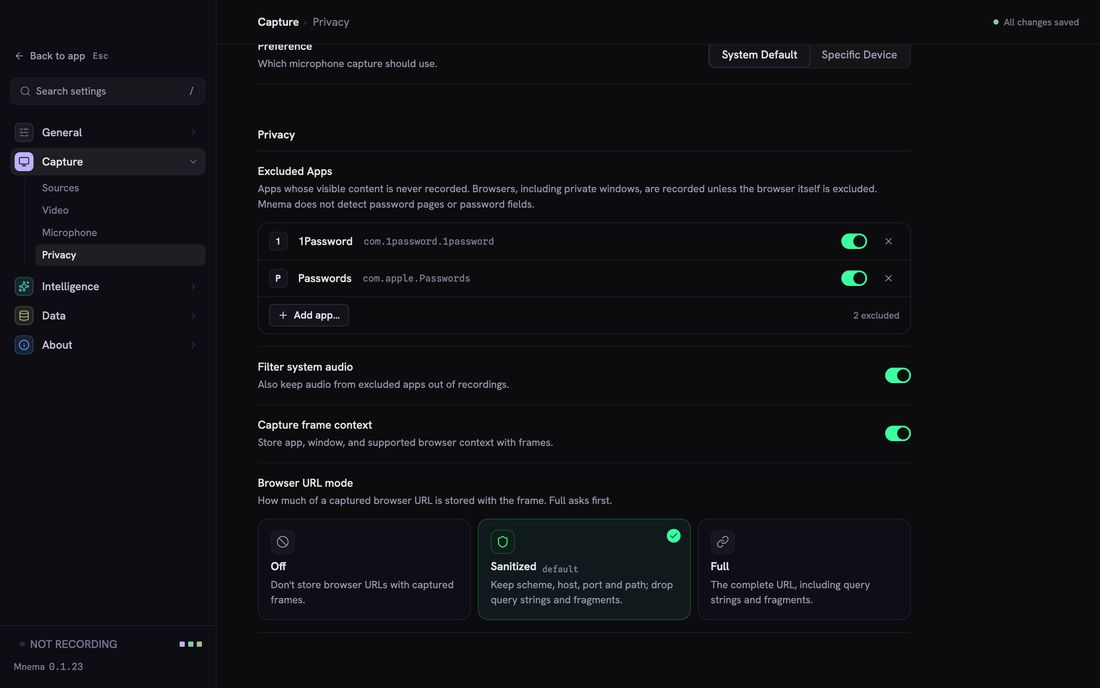 Capture › Privacy
All changes saved
Back to app Esc
Search settings /
General
Capture
Sources
Video
Microphone
Privacy
Intelligence
Data
About
NOT RECORDING
Mnema 0.1.23
Preference
Which microphone capture should use.
System Default
Specific Device
Privacy
Excluded Apps
Apps whose visible content is never recorded. Browsers, including private windows, are recorded unless the browser itself is excluded.
Mnema does not detect password pages or password fields.
1 1Password com.1password.1password
P Passwords com.apple.Passwords
+ Add app…
2 excluded
Filter system audio
Also keep audio from excluded apps out of recordings.
Capture frame context
Store app, window, and supported browser context with frames.
Browser URL mode
How much of a captured browser URL is stored with the frame. Full asks first.
Off
Don't store browser URLs with captured
frames.
Sanitized default
Keep scheme, host, port and path; drop
query strings and fragments.
Full
The complete URL, including query
strings and fragments.